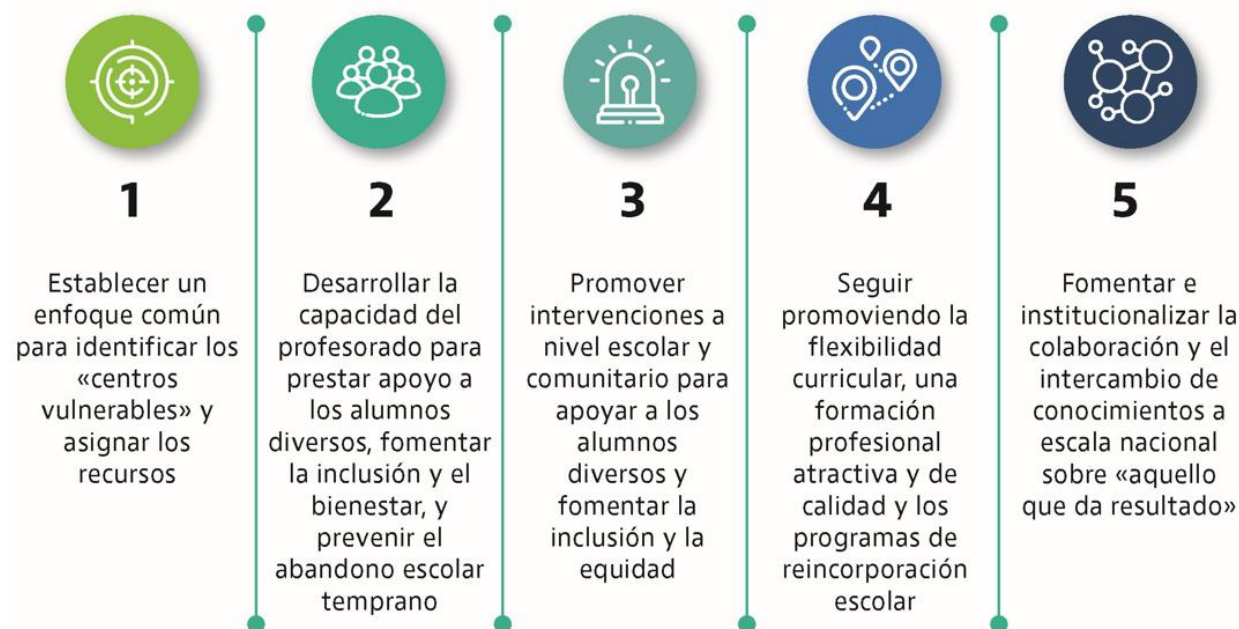 1
Establecer un
enfoque común
para identificar los
«centros
vulnerables» y
asignar los
recursos
2
Desarrollar la
capacidad del
profesorado para
prestar apoyo a
los alumnos
diversos, fomentar
la inclusión y el
bienestar, y
prevenir el
abandono escolar
temprano
3
Promover
intervenciones a
nivel escolar y
comunitario para
apoyar a los
alumnos
diversos y
fomentar la
inclusión y la
equidad
4
Seguir
promoviendo la
flexibilidad
curricular, una
formación
profesional
atractiva y de
calidad y los
programas de
reincorporación
escolar
5
Fomentar e
institucionalizar la
colaboración y el
intercambio de
conocimientos a
escala nacional
sobre «aquello
que da resultado»